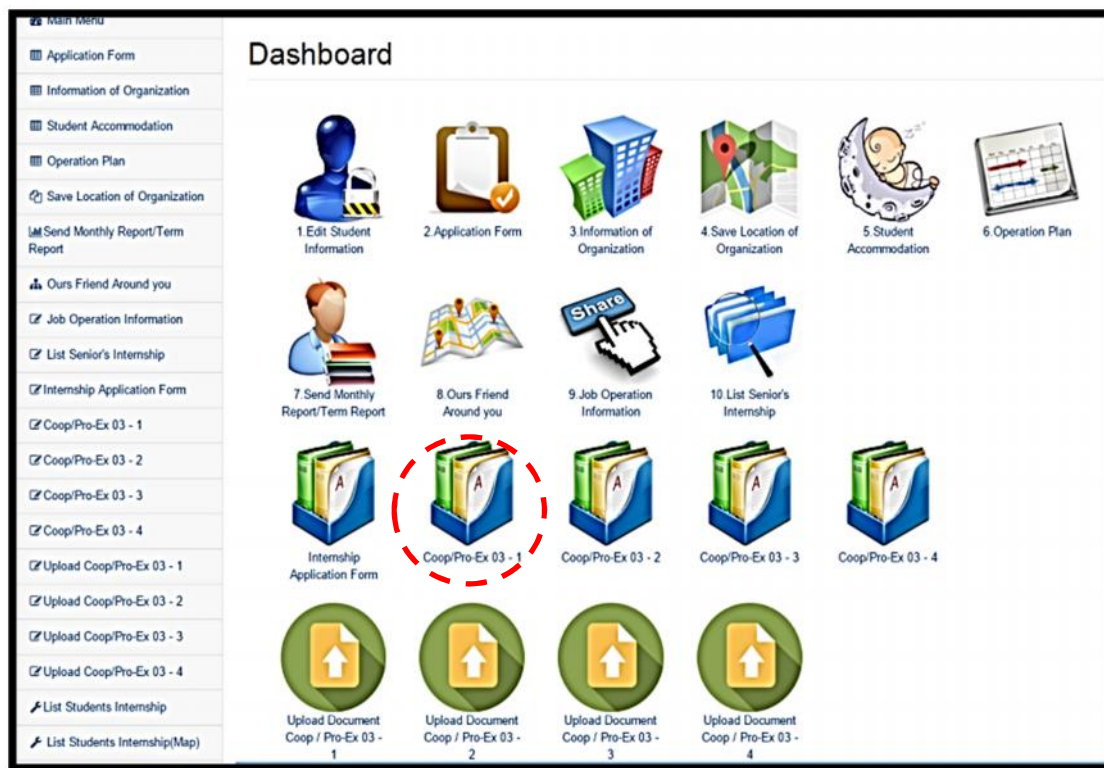 Main Menu
Application Form
Information of Organization
Student Accommodation
Operation Plan
Save Location of Organization
Send Monthly Report/Term
Report
Ours Friend Around you
Job Operation Information
List Senior's Internship
Internship Application Form
Coop/Pro-Ex 03 - 1
Coop/Pro-Ex 03 - 2
Coop/Pro-Ex 03 - 3
Coop/Pro-Ex 03 - 4
Upload Coop/Pro-Ex 03 - 1
Upload Coop/Pro-Ex 03 - 2
Upload Coop/Pro-Ex 03 - 3
Upload Coop/Pro-Ex 03 - 4
List Students Internship
List Students Internship(Map)
Dashboard
1.Edit Student
Information
2.Application Form
3.Information of
Organization
4.Save Location of
Organization
zzz
5.Student
Accommodation
6.Operation Plan
7.Send Monthly
Report/Term Report
8.Ours Friend
Around you
Share
9.Job Operation
Information
10.List Senior's
Internship
A
Internship
Application Form
A
Coop/Pro-Ex 03 - 1
A
Coop/Pro-Ex 03 - 2
A
Coop/Pro-Ex 03 - 3
A
Coop/Pro-Ex 03 - 4
Upload Document
Coop / Pro-Ex 03 -
1
Upload Document
Coop / Pro-Ex 03 -
2
Upload Document
Coop / Pro-Ex 03 -
3
Upload Document
Coop / Pro-Ex 03 -
4